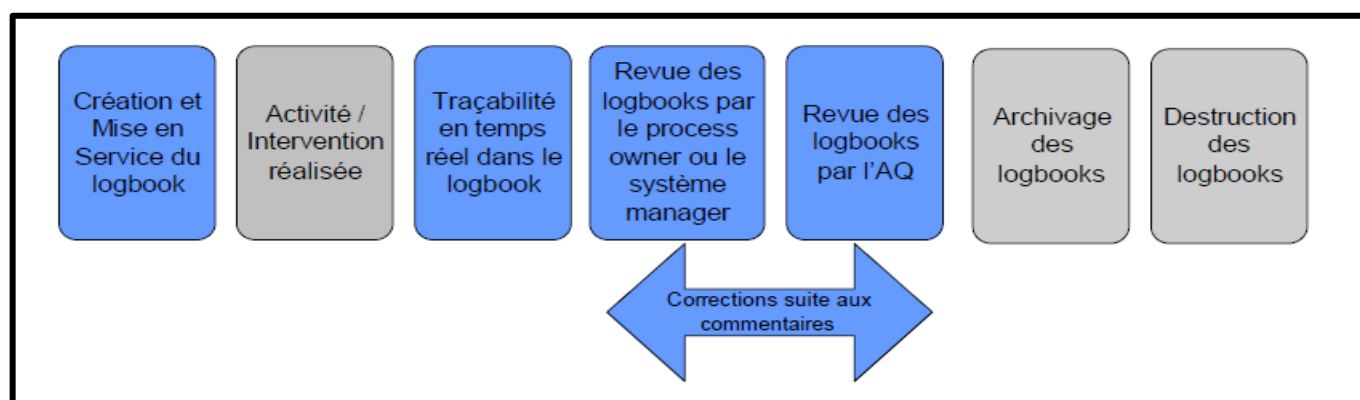 Création et
Mise en
Service du
logbook
Activité /
Intervention
réalisée
Traçabilité
en temps
réel dans le
logbook
Revue des
logbooks par
le process
owner ou le
système
manager
Revue des
logbooks
par l'AQ
Archivage
des
logbooks
Destruction
des
logbooks
Corrections suite aux
commentaires